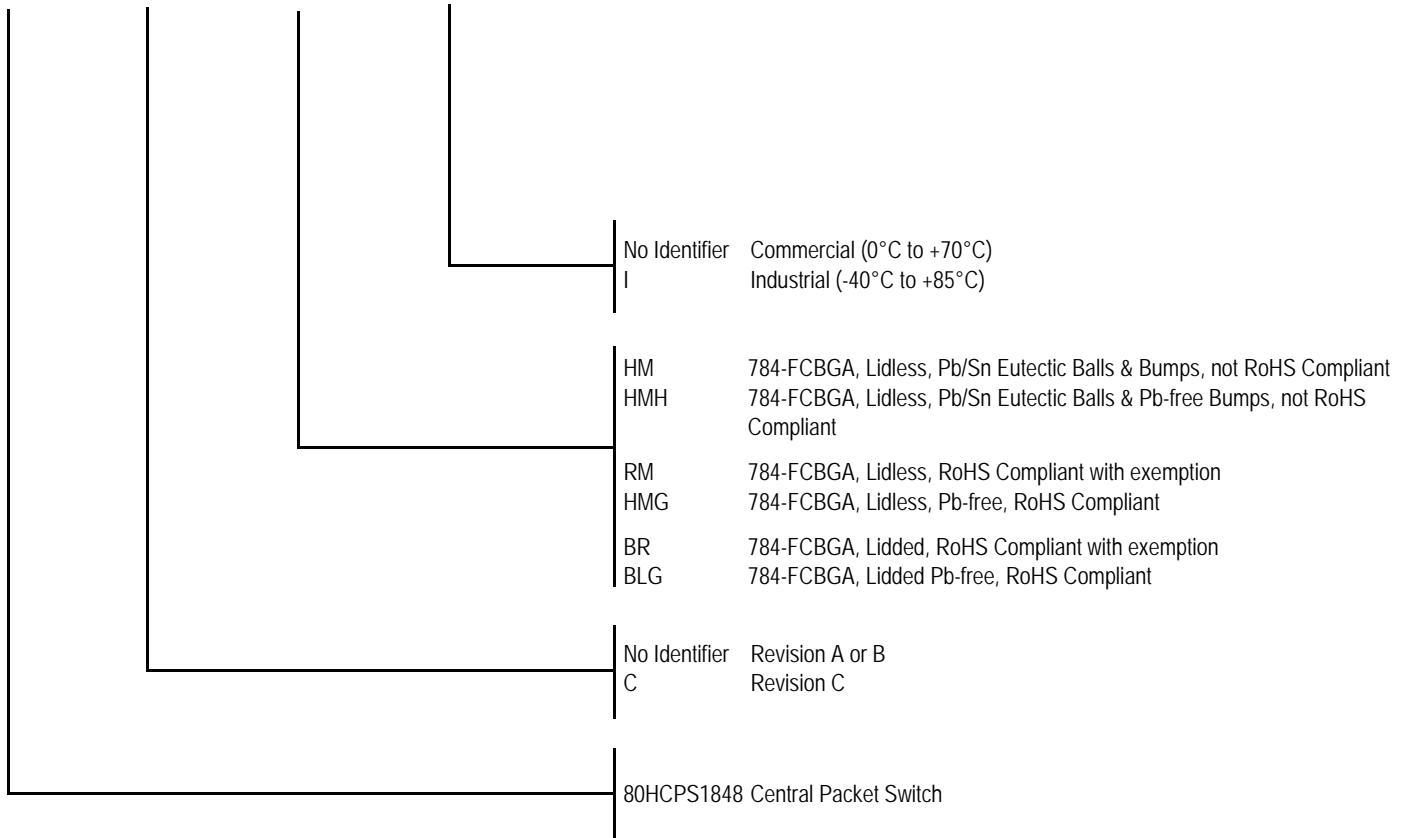 No Identifier Commercial (0°C to +70°C)
I Industrial (-40°C to +85°C)
HM 784-FCBGA, Lidless, Pb/Sn Eutectic Balls & Bumps, not RoHS Compliant
HMH 784-FCBGA, Lidless, Pb/Sn Eutectic Balls & Pb-free Bumps, not RoHS
Compliant
RM 784-FCBGA, Lidless, RoHS Compliant with exemption
HMG 784-FCBGA, Lidless, Pb-free, RoHS Compliant
BR 784-FCBGA, Lidded, RoHS Compliant with exemption
BLG 784-FCBGA, Lidded Pb-free, RoHS Compliant
No Identifier Revision A or B
C Revision C
80HCPS1848 Central Packet Switch